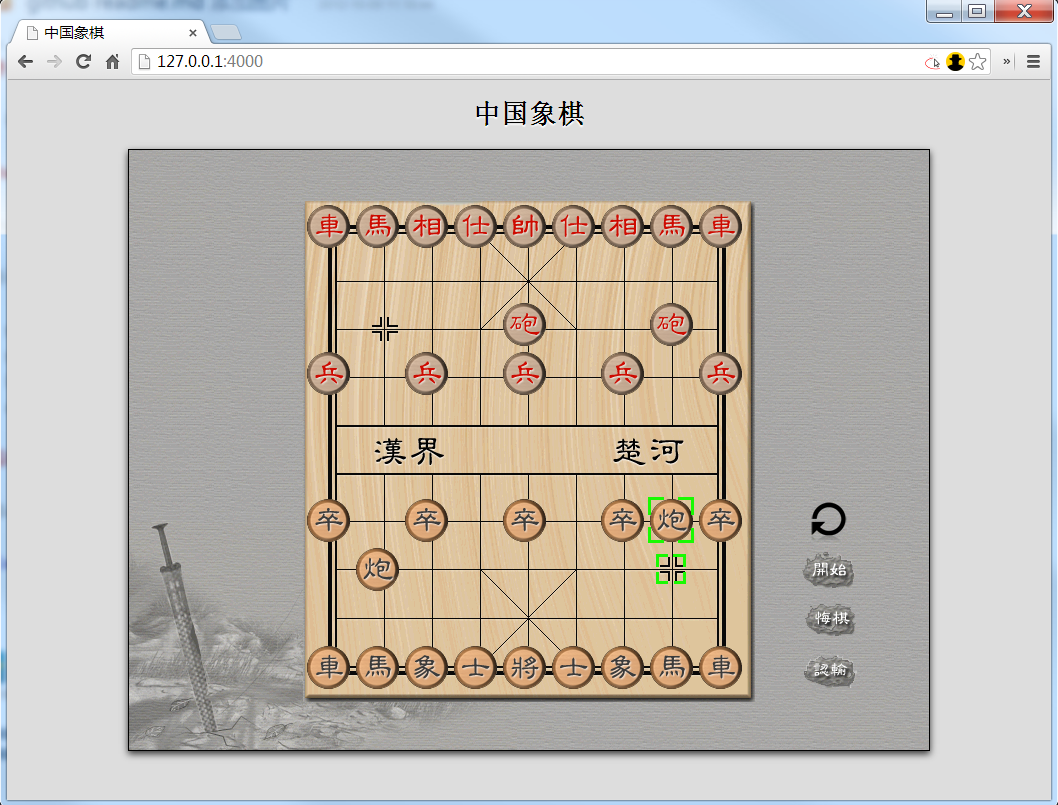 中国象棋
127.0.0.1:4000
中国象棋
車 馬 相 仕 帥 仕 相 馬 車
砲 砲
兵 兵 兵 兵 兵
漢界 楚河
卒 卒 卒 卒 炮 卒
炮
車 馬 象 士 將 士 象 馬 車
開始
悔棋
認輸